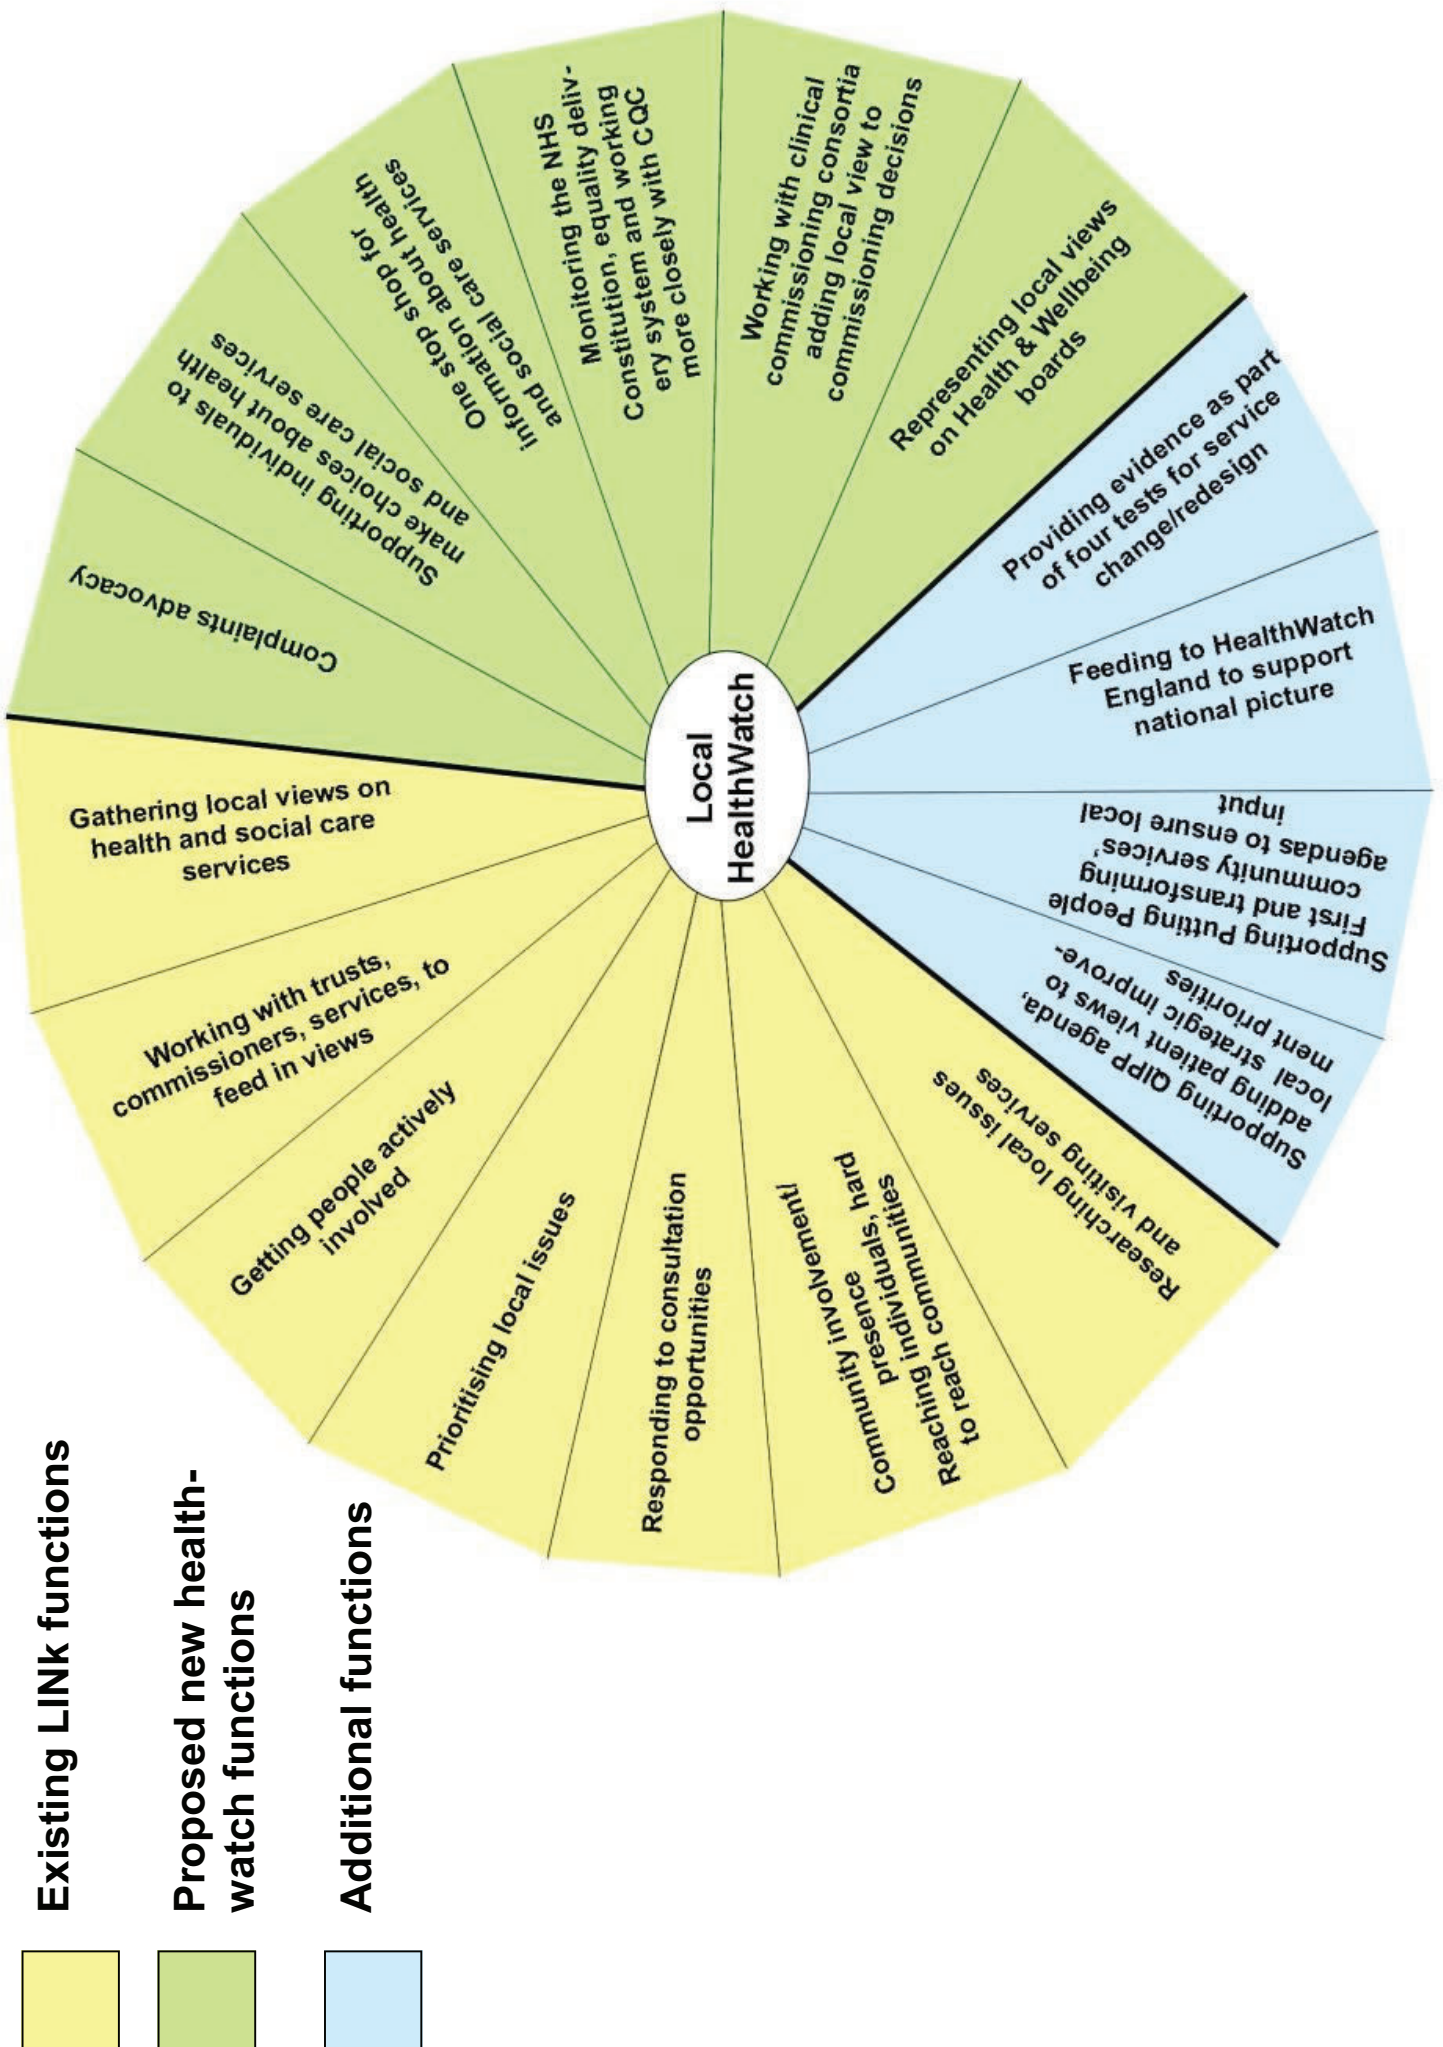 Existing LINk functions
Proposed new health-
watch functions
Additional functions
Local
HealthWatch
Gathering local views on
health and social care
services
Complaints advocacy
Supporting individuals to
make choices about health
and social care services
One stop shop for
information about health
and social care services
Monitoring the NHS
Constitution, equality deliv-
ery system and working
more closely with CQC
Working with clinical
commissioning consortia
adding local view to
commissioning decisions
Representing local views
on Health & Wellbeing
boards
Providing evidence as part
of four tests for service
change/redesign
Feeding to HealthWatch
England to support
national picture
Supporting Putting People
First and transforming
community services’
agendas to ensure local
input
Supporting QIPP agenda,
adding patient views to
local strategic improve-
ment priorities
Researching local issues
and visiting services
Community involvement/
presence
Reaching individuals, hard
to reach communities
Responding to consultation
opportunities
Prioritising local issues
Getting people actively
involved
Working with trusts,
commissioners, services, to
feed in views